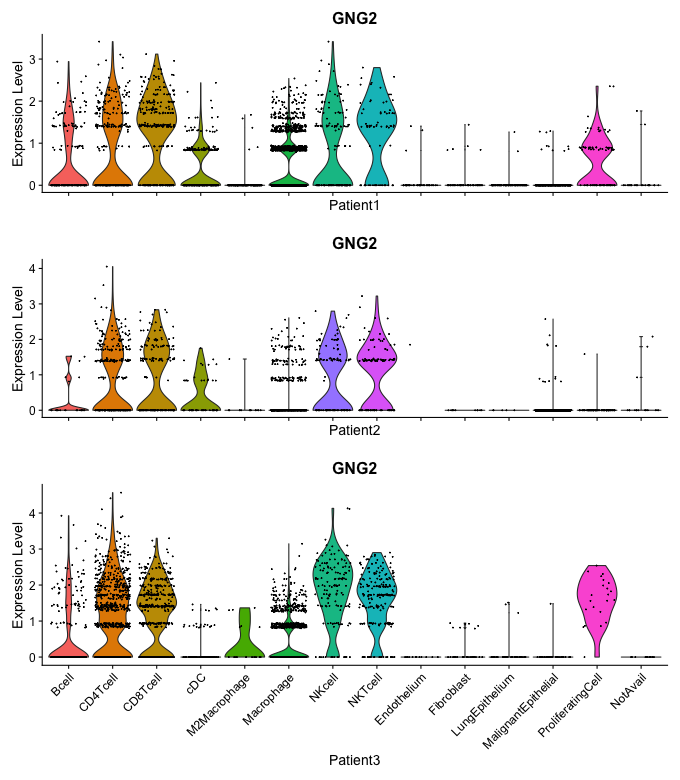 GNG2
Expression Level
3
2
1
0
Patient1
GNG2
Expression Level
4
3
2
1
0
Patient2
GNG2
Expression Level
4
3
2
1
0
Bcell
CD4Tcell
CD8Tcell
cDC
M2Macrophage
Macrophage
NKcell
NKTcell
Endothelium
Fibroblast
LungEpithelium
MalignantEpithelial
ProliferatingCell
NotAvail
Patient3